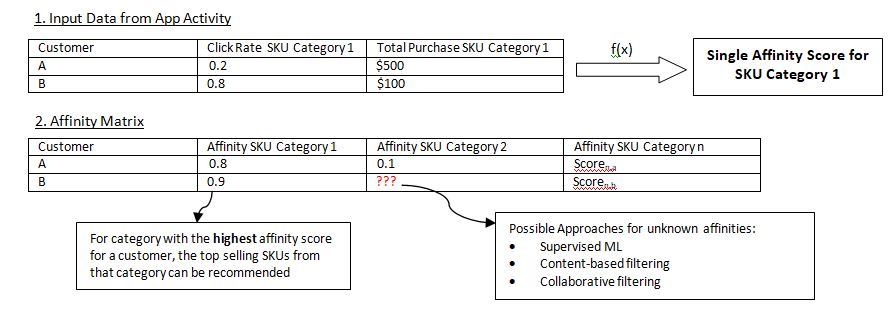 1. Input Data from App Activity
Customer Click Rate SKU Category 1 Total Purchase SKU Category 1
A 0.2 $500
B 0.8 $100
f(x)
Single Affinity Score for
SKU Category 1
2. Affinity Matrix
Customer Affinity SKU Category 1 Affinity SKU Category 2 Affinity SKU Category n
A 0.8 0.1 Score n,a
B 0.9 ??? Score n,b
For category with the highest affinity score
for a customer, the top selling SKUs from
that category can be recommended
Possible Approaches for unknown affinities:
• Supervised ML
• Content-based filtering
• Collaborative filtering